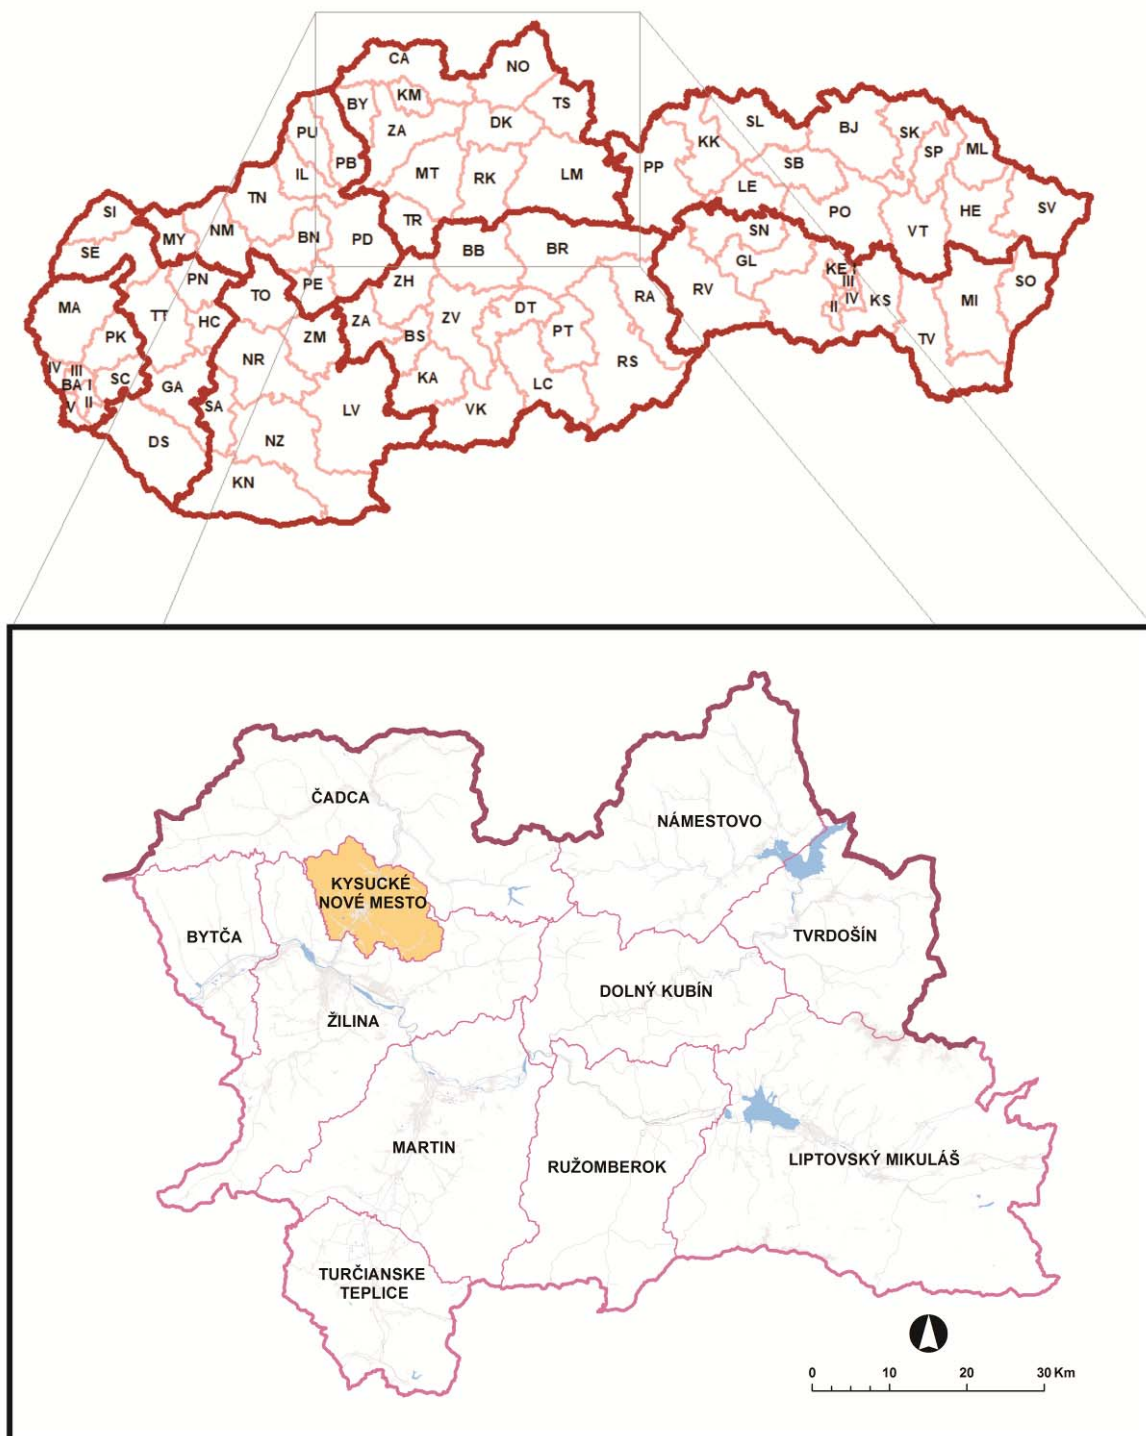 CA
NO
BY
KM
TS
ZA
DK
PU
PB
IL
MT
RK
LM
TN
TR
BN
PD
BB
BR
SI
SE
MY
NM
PN
PE
TO
ZH
MA
TT
HC
PK
ZM
ZA
BS
ZV
DT
PT
RA
NR
KA
RS
LC
VK
LV
IV
III
BA
I
II
V
SC
GA
SA
DS
NZ
KN
PP
KK
SL
BJ
SK
SP
ML
SB
LE
PO
VT
HE
SV
SN
GL
RV
KE I
III
IV
II
KS
MI
SO
TV
ČADCA
NÁMESTOVO
KYSUCKÉ
NOVÉ MESTO
BYTČA
TVRDOŠÍN
DOLNÝ KUBÍN
ŽILINA
MARTIN
RUŽOMBEROK
LIPTOVSKÝ MIKULÁŠ
TURČIANSKE
TEPLICE
0 10 20 30 Km